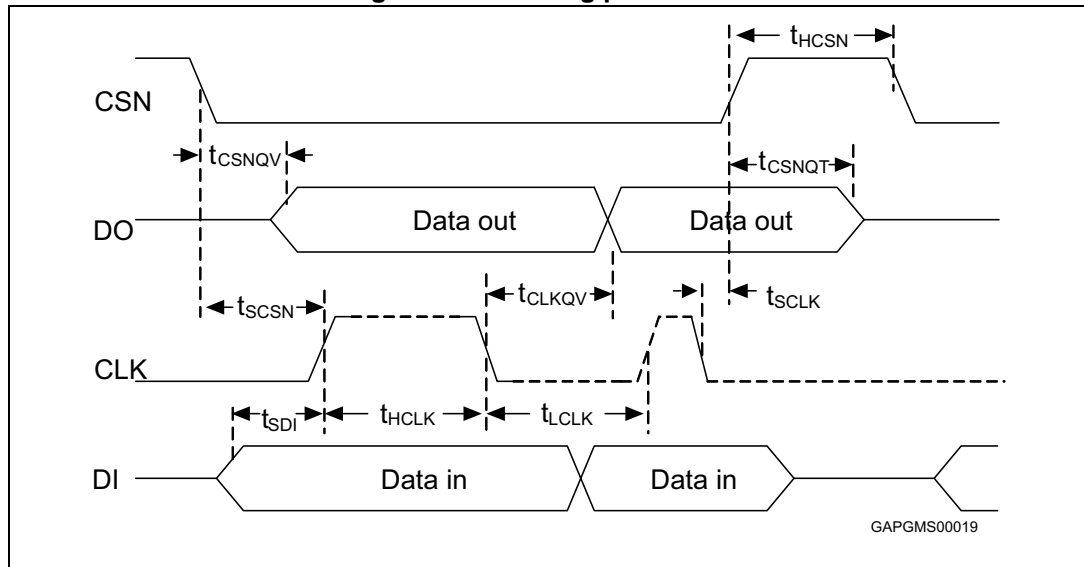 tHCSN
CSN
tCSNQV
tCSNQT
DO
Data out
Data out
tSCSN
tCLKQV
tSCLK
CLK
tSDI
tHCLK
tLCLK
DI
Data in
Data in
GAPGMS00019